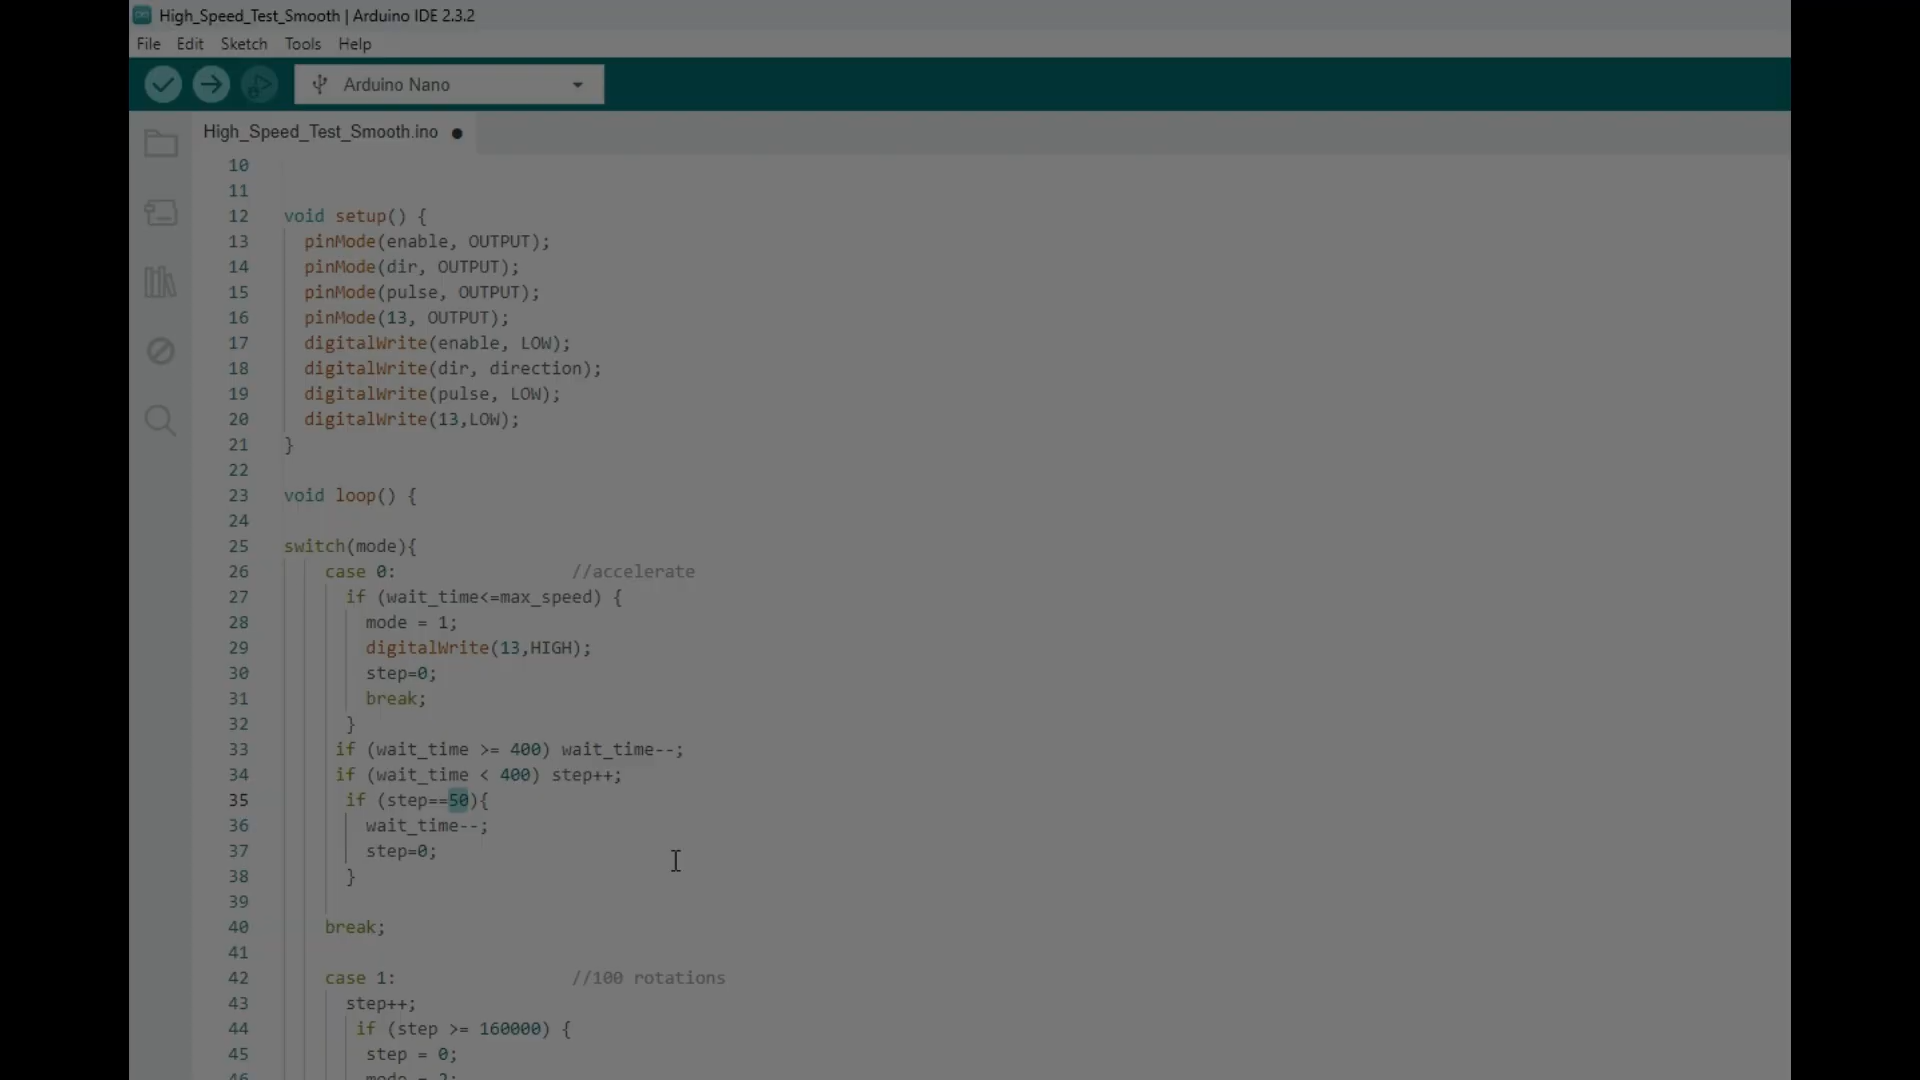 High_Speed_Test_Smooth | Arduino IDE 2.3.2
File Edit Sketch Tools Help
Arduino Nano
High_Speed_Test_Smooth.ino
10
11
12 void setup() {
13 pinMode(enable, OUTPUT);
14 pinMode(dir, OUTPUT);
15 pinMode(pulse, OUTPUT);
16 pinMode(13, OUTPUT);
17 digitalWrite(enable, LOW);
18 digitalWrite(dir, direction);
19 digitalWrite(pulse, LOW);
20 digitalWrite(13,LOW);
21 }
22
23 void loop() {
24
25 switch(mode){
26 case 0: //accelerate
27 if (wait_time<=max_speed) {
28 mode = 1;
29 digitalWrite(13,HIGH);
30 step=0;
31 break;
32 }
33 if (wait_time >= 400) wait_time--;
34 if (wait_time < 400) step++;
35 if (step==50){
36 wait_time--;
37 step=0;
38 }
39
40 break;
41
42 case 1: //100 rotations
43 step++;
44 if (step >= 160000) {
45 step = 0;
46 mode = 2;